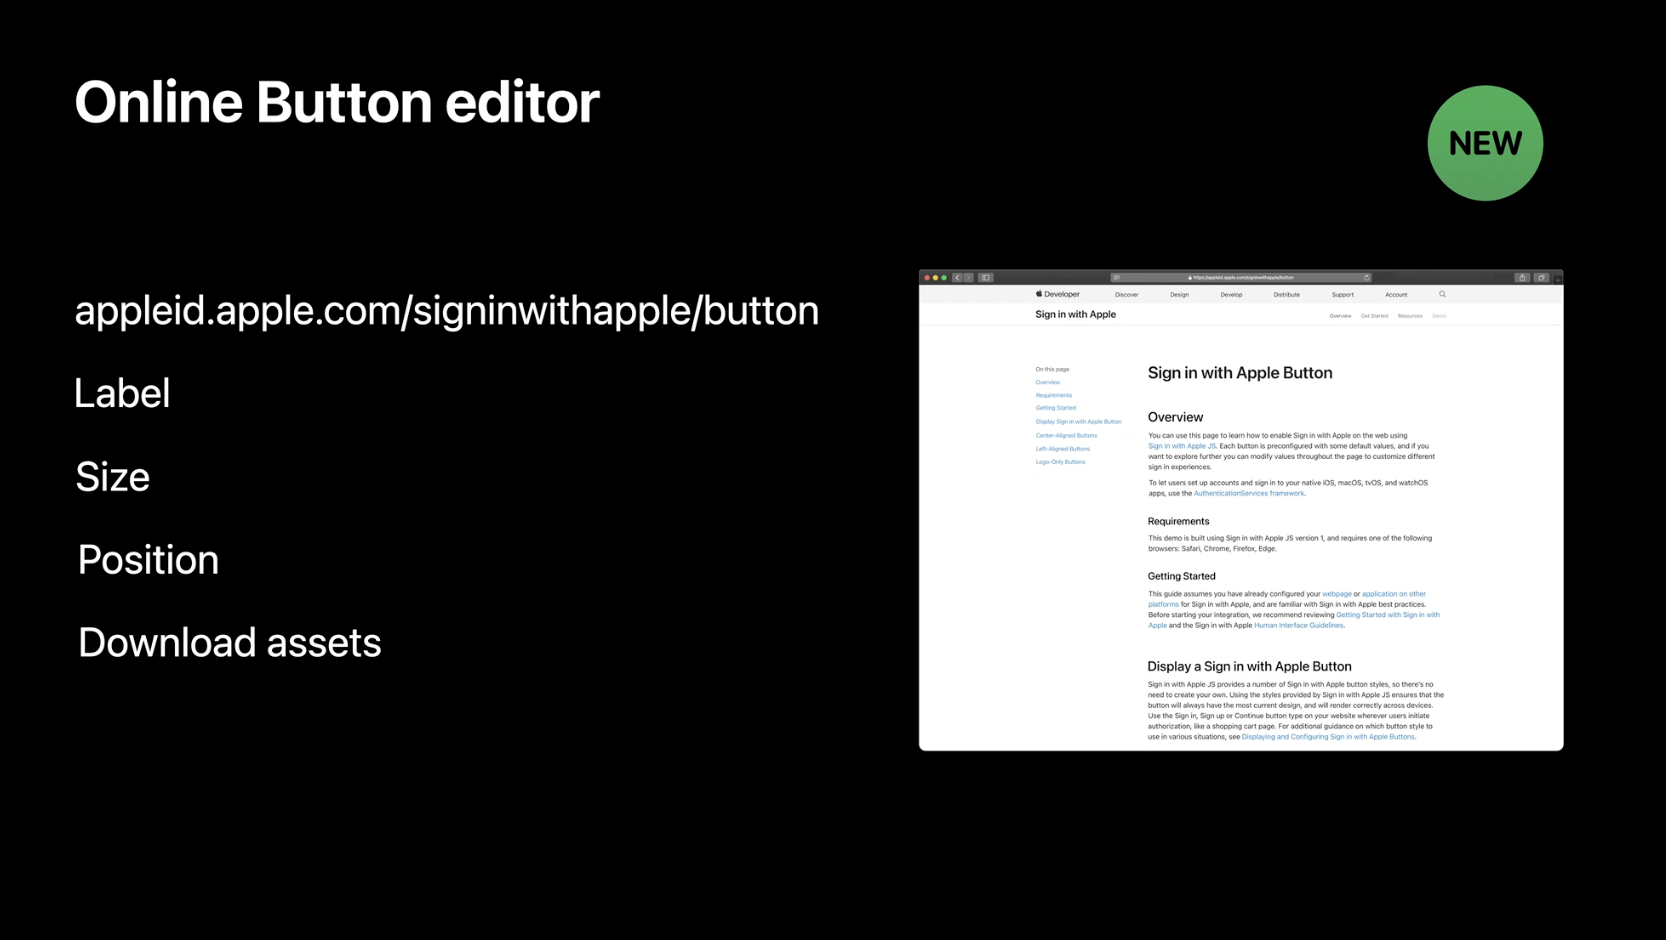 Online Button editor
NEW
appleid.apple.com/signinwithapple/button
Label
Size
Position
Download assets
https://appleid.apple.com/signinwithapple/button
Developer
Discover
Design
Develop
Distribute
Support
Account
Sign in with Apple
Overview
Get Started
Resources
Demo
On this page
Overview
Requirements
Getting Started
Display Sign in with Apple Button
Center-Aligned Buttons
Left-Aligned Buttons
Logo-Only Buttons
Sign in with Apple Button
Overview
You can use this page to learn how to enable Sign in with Apple on the web using
Sign in with Apple JS. Each button is preconfigured with some default values, and if you
want to explore further you can modify values throughout the page to customize different
sign in experiences.
To let users set up accounts and sign in to your native iOS, macOS, tvOS, and watchOS
apps, use the AuthenticationServices framework.
Requirements
This demo is built using Sign in with Apple JS version 1, and requires one of the following
browsers: Safari, Chrome, Firefox, Edge.
Getting Started
This guide assumes you have already configured your webpage or application on other
platforms for Sign in with Apple, and are familiar with Sign in with Apple best practices.
Before starting your integration, we recommend reviewing Getting Started with Sign in with
Apple and the Sign in with Apple Human Interface Guidelines.
Display a Sign in with Apple Button
Sign in with Apple JS provides a number of Sign in with Apple button styles, so there's no
need to create your own. Using the styles provided by Sign in with Apple JS ensures that the
button will always have the most current design, and will render correctly across devices.
Use the Sign in, Sign up or Continue button type on your website wherever users initiate
authorization, like a shopping cart page. For additional guidance on which button style to
use in various situations, see Displaying and Configuring Sign in with Apple Buttons.